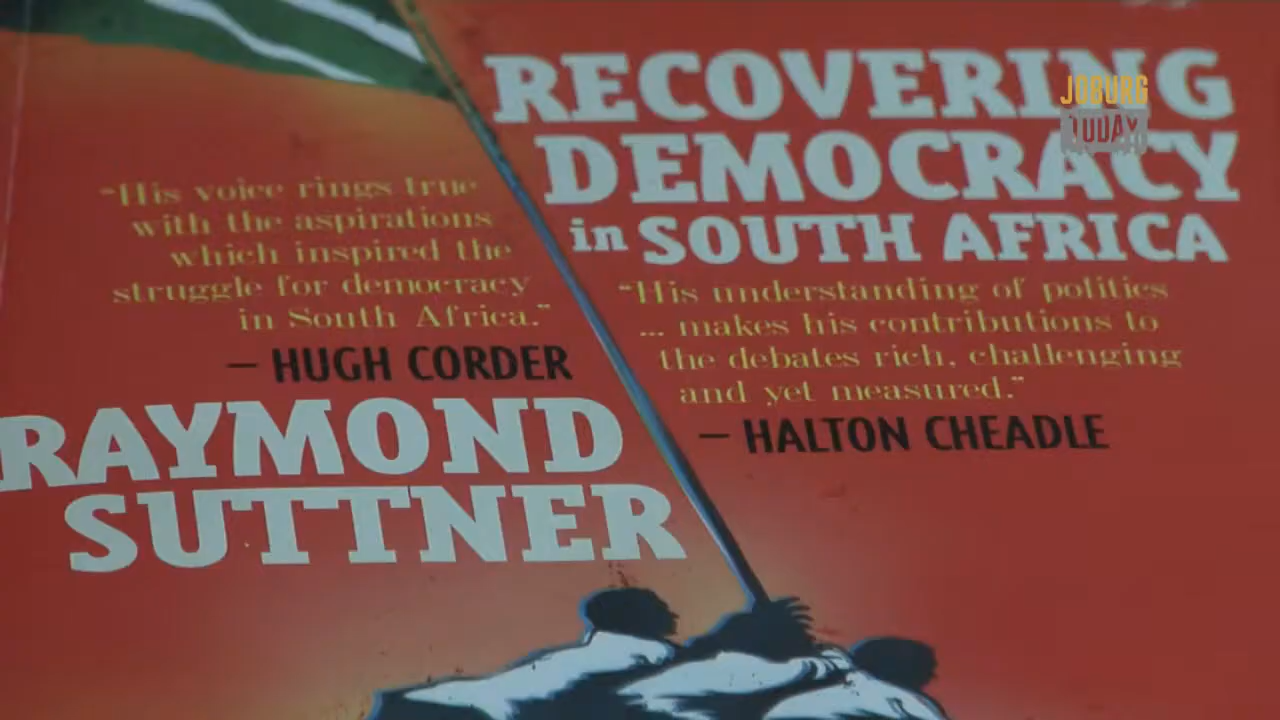 RECOVERING
DEMOCRACY
in SOUTH AFRICA
JOBURG
TODAY
“His voice rings true
with the aspirations
which inspired the
struggle for democracy
in South Africa.”
– HUGH CORDER
“His understanding of politics
... makes his contributions to
the debates rich, challenging
and yet measured.”
– HALTON CHEADLE
RAYMOND
SUTTNER